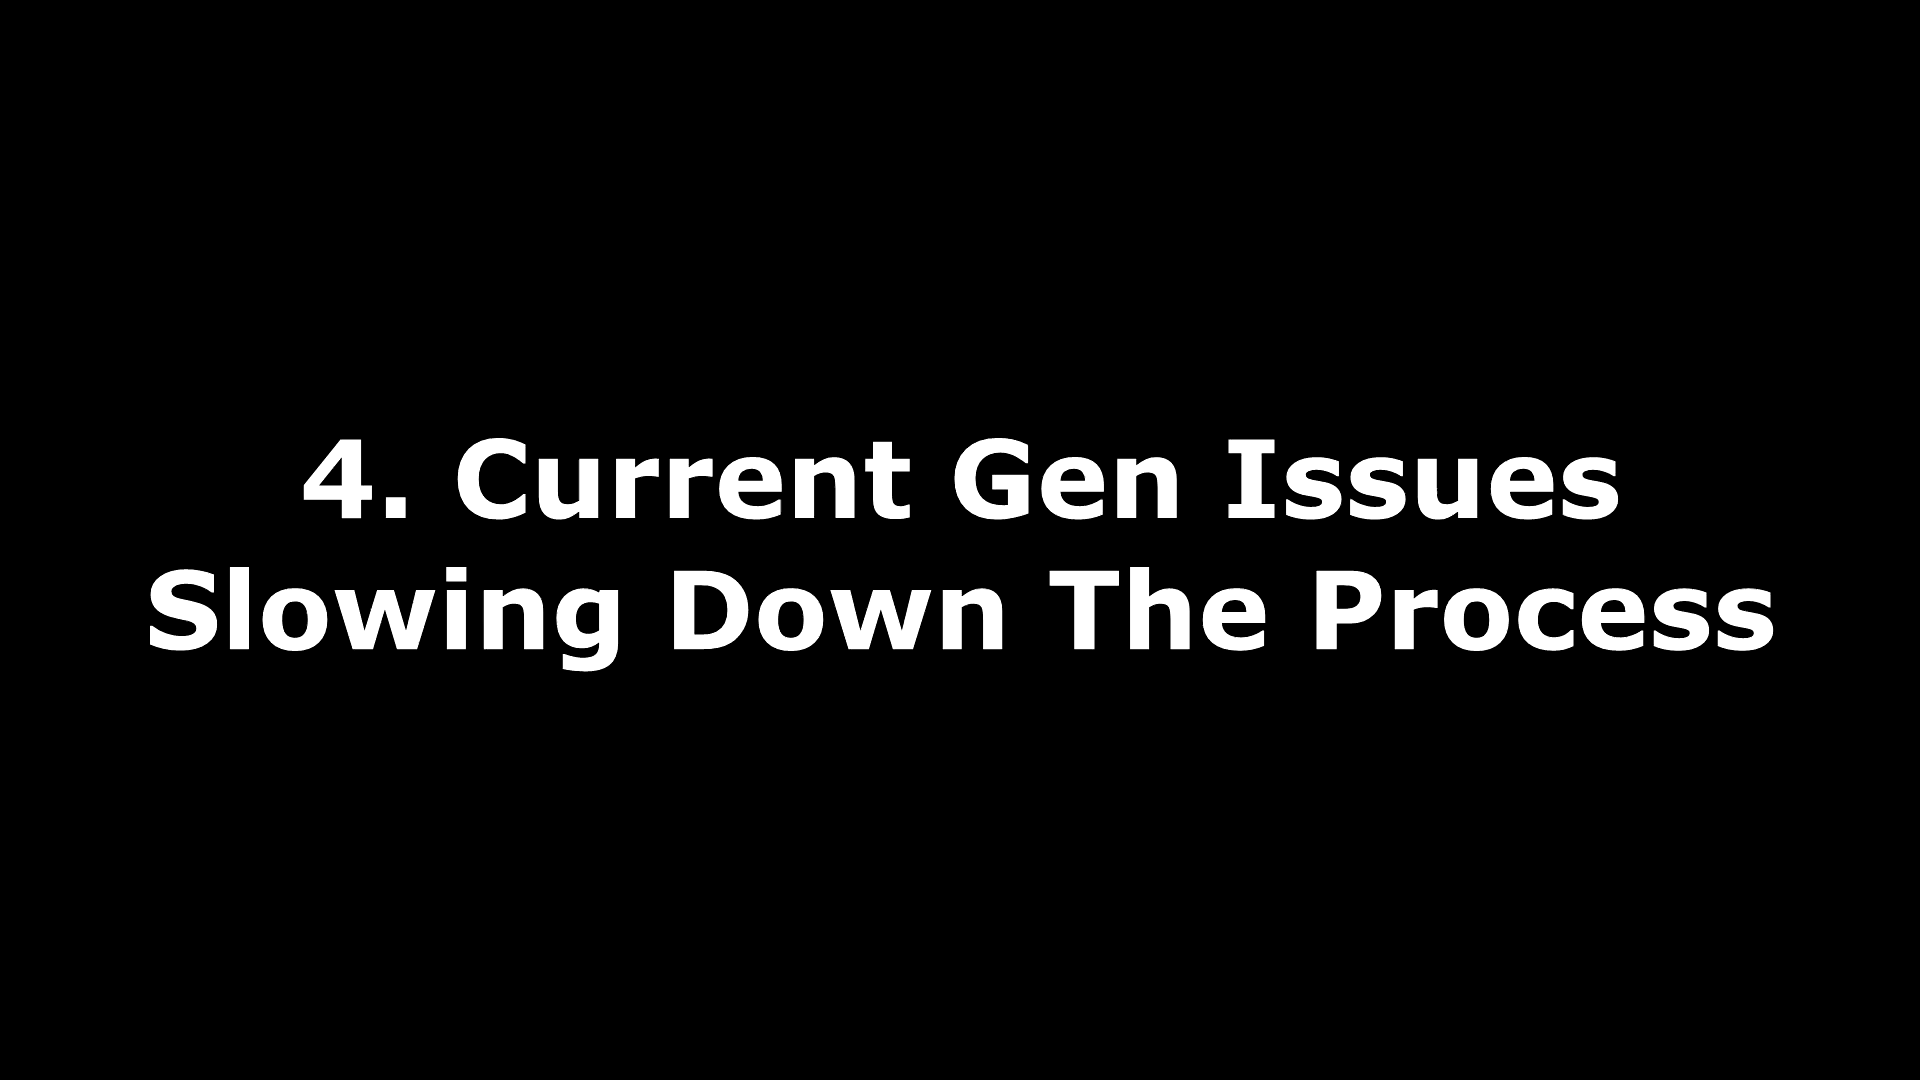 4. Current Gen Issues
Slowing Down The Process